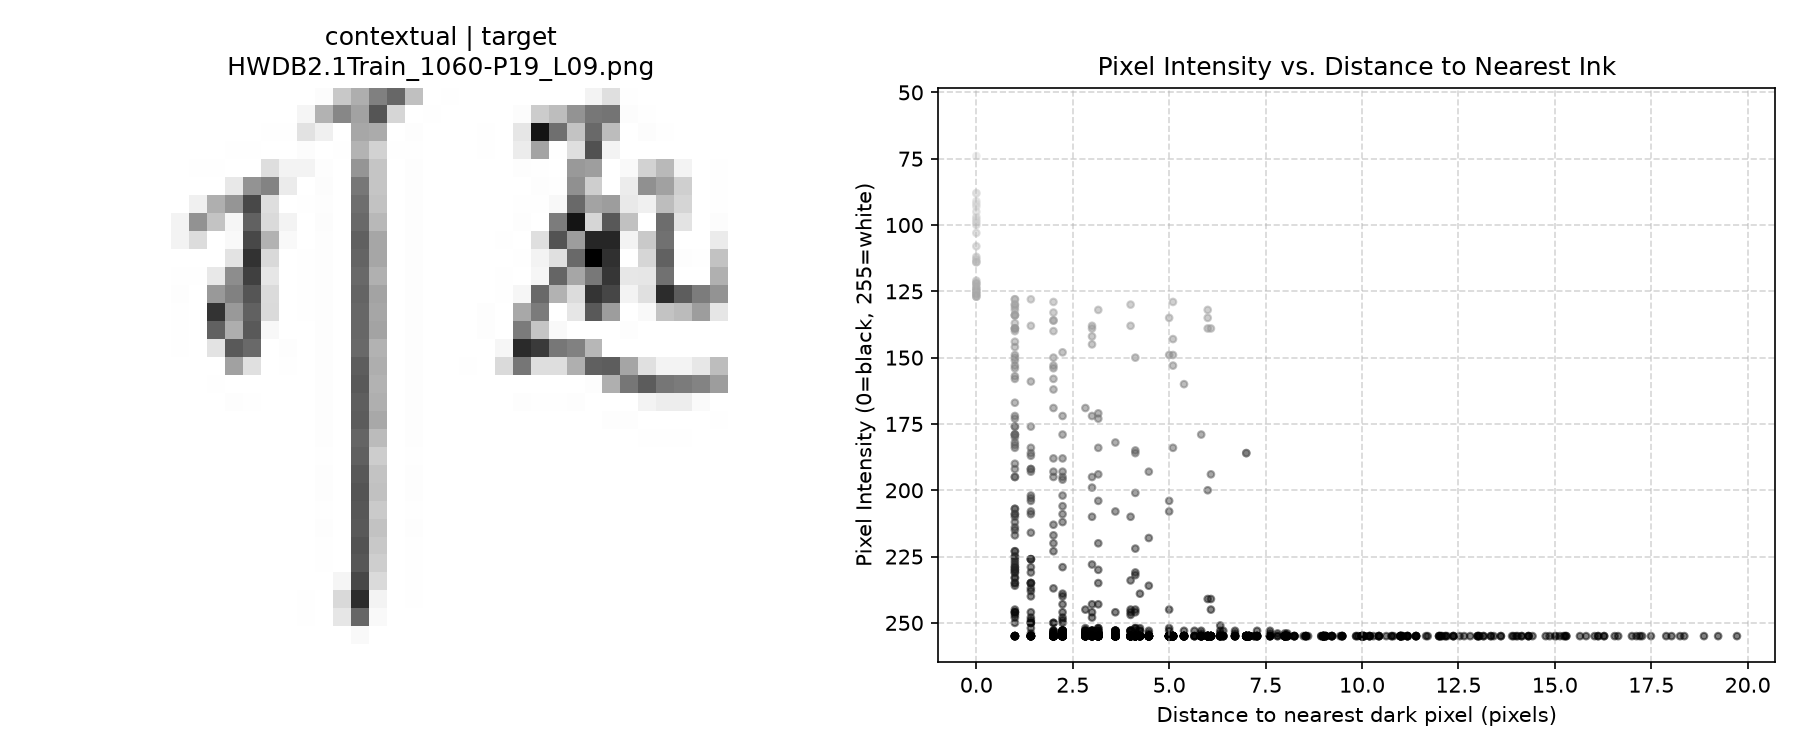 contextual | target
HWDB2.1Train_1060-P19_L09.png
Pixel Intensity vs. Distance to Nearest Ink
Pixel Intensity (0=black, 255=white)
50
75
100
125
150
175
200
225
250
0.0 2.5 5.0 7.5 10.0 12.5 15.0 17.5 20.0
Distance to nearest dark pixel (pixels)